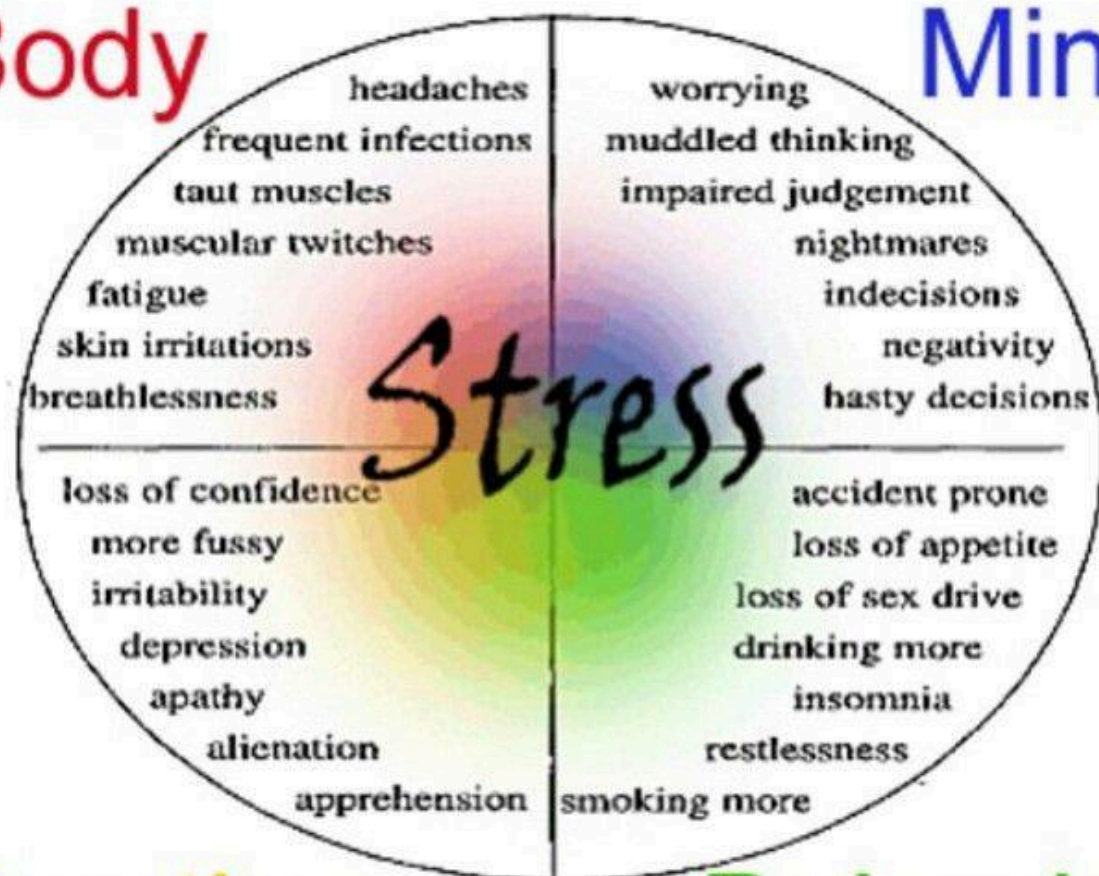 Body
Min
headaches
frequent infections
taut muscles
muscular twitches
fatigue
skin irritations
breathlessness
worrying
muddled thinking
impaired judgement
nightmares
indecisions
negativity
hasty decisions
Stress
loss of confidence
more fussy
irritability
depression
apathy
alienation
apprehension
accident prone
loss of appetite
loss of sex drive
drinking more
insomnia
restlessness
smoking more